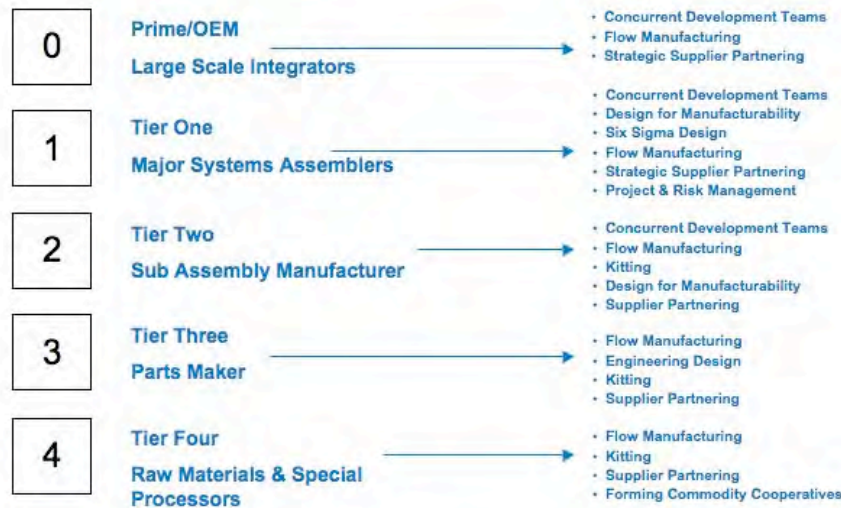 0
Prime/OEM
Large Scale Integrators
• Concurrent Development Teams
• Flow Manufacturing
• Strategic Supplier Partnering
1
Tier One
Major Systems Assemblers
• Concurrent Development Teams
• Design for Manufacturability
• Six Sigma Design
• Flow Manufacturing
• Strategic Supplier Partnering
• Project & Risk Management
2
Tier Two
Sub Assembly Manufacturer
• Concurrent Development Teams
• Flow Manufacturing
• Kitting
• Design for Manufacturability
• Supplier Partnering
3
Tier Three
Parts Maker
• Flow Manufacturing
• Engineering Design
• Kitting
• Supplier Partnering
4
Tier Four
Raw Materials & Special
Processors
• Flow Manufacturing
• Kitting
• Supplier Partnering
• Forming Commodity Cooperatives